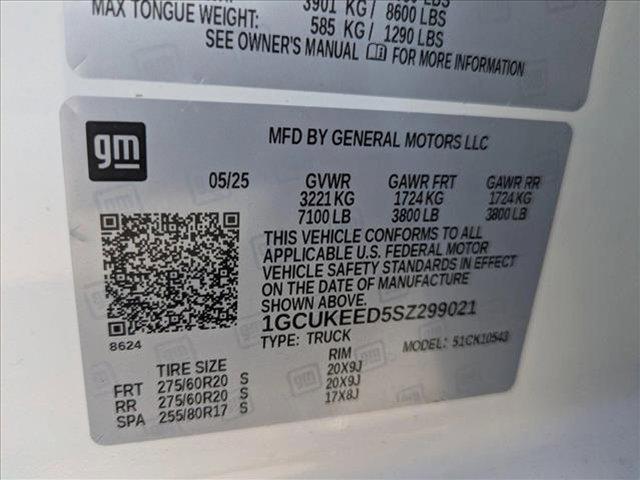 3901 KG / 8600 LBS
MAX TONGUE WEIGHT: 585 KG / 1290 LBS
SEE OWNER'S MANUAL FOR MORE INFORMATION
gm
MFD BY GENERAL MOTORS LLC
05/25 GVWR GAWR FRT GAWR RR
3221 KG 1724 KG 1724 KG
7100 LB 3800 LB 3800 LB
THIS VEHICLE CONFORMS TO ALL
APPLICABLE U.S. FEDERAL MOTOR
VEHICLE SAFETY STANDARDS IN EFFECT
ON THE DATE OF MANUFACTURE
SHOWN ABOVE.
1GCUKEED5SZ299021
TYPE: TRUCK MODEL: 51CK10543
8624
TIRE SIZE RIM
FRT 275/60R20 S 20X9J
RR 275/60R20 S 20X9J
SPA 255/80R17 S 17X8J